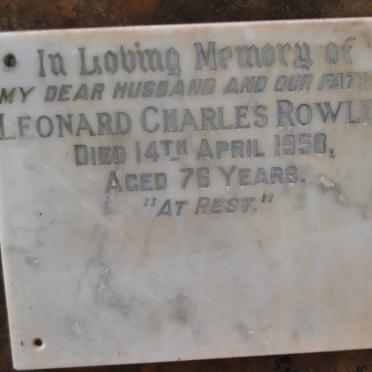 In Loving Memory of
MY DEAR HUSBAND AND OUR
LEONARD CHARLES
DIED 14TH APRIL 1958,
AGED 76 YEARS.
"AT REST."